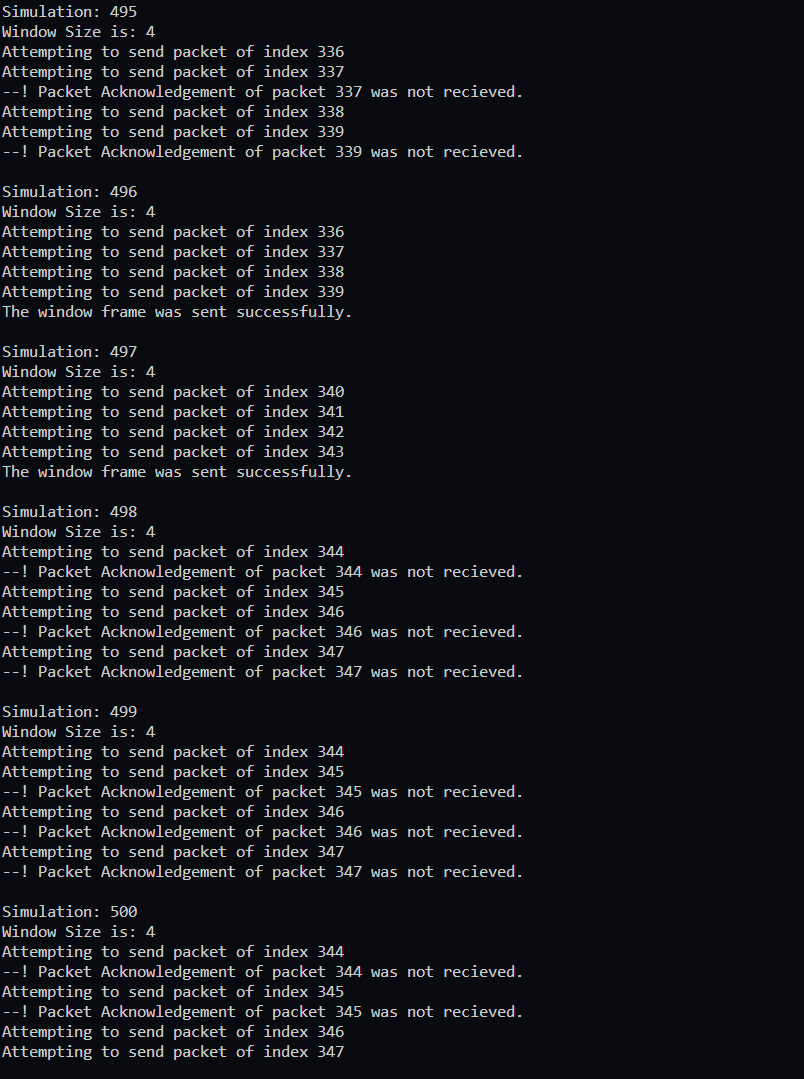 Simulation: 495
Window Size is: 4
Attempting to send packet of index 336
Attempting to send packet of index 337
--! Packet Acknowledgement of packet 337 was not recieved.
Attempting to send packet of index 338
Attempting to send packet of index 339
--! Packet Acknowledgement of packet 339 was not recieved.

Simulation: 496
Window Size is: 4
Attempting to send packet of index 336
Attempting to send packet of index 337
Attempting to send packet of index 338
Attempting to send packet of index 339
The window frame was sent successfully.

Simulation: 497
Window Size is: 4
Attempting to send packet of index 340
Attempting to send packet of index 341
Attempting to send packet of index 342
Attempting to send packet of index 343
The window frame was sent successfully.

Simulation: 498
Window Size is: 4
Attempting to send packet of index 344
--! Packet Acknowledgement of packet 344 was not recieved.
Attempting to send packet of index 345
Attempting to send packet of index 346
--! Packet Acknowledgement of packet 346 was not recieved.
Attempting to send packet of index 347
--! Packet Acknowledgement of packet 347 was not recieved.

Simulation: 499
Window Size is: 4
Attempting to send packet of index 344
Attempting to send packet of index 345
--! Packet Acknowledgement of packet 345 was not recieved.
Attempting to send packet of index 346
--! Packet Acknowledgement of packet 346 was not recieved.
Attempting to send packet of index 347
--! Packet Acknowledgement of packet 347 was not recieved.

Simulation: 500
Window Size is: 4
Attempting to send packet of index 344
--! Packet Acknowledgement of packet 344 was not recieved.
Attempting to send packet of index 345
--! Packet Acknowledgement of packet 345 was not recieved.
Attempting to send packet of index 346
Attempting to send packet of index 347